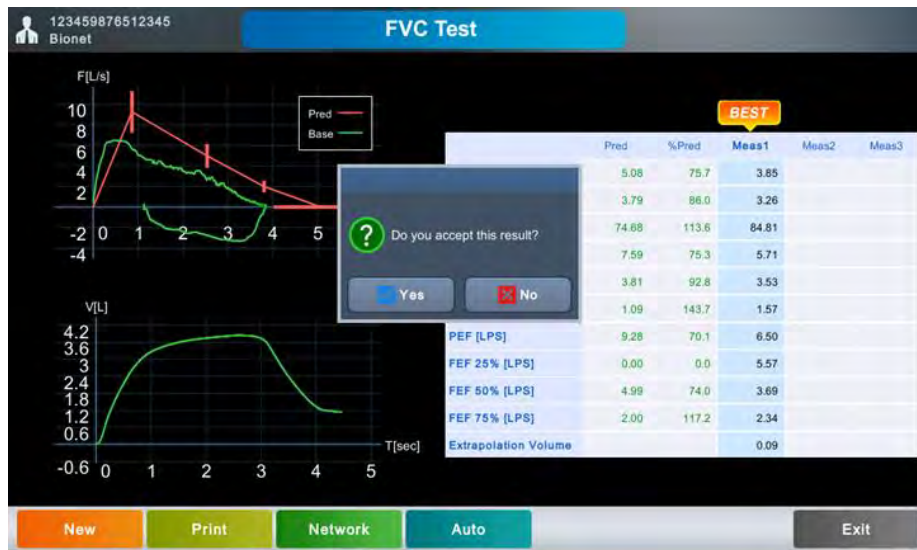 123459876512345
Bionet
FVC Test
F[L/s]
10
8
6
4
2
-2
-4
0 1 2 3 4 5
Pred
Base
BEST
Pred %Pred Meas1 Meas2 Meas3
5.08 75.7 3.85
3.79 86.0 3.26
74.68 113.6 84.81
7.59 75.3 5.71
3.81 92.8 3.53
1.09 143.7 1.57
PEF [LPS] 9.28 70.1 6.50
FEF 25% [LPS] 0.00 0.0 5.57
FEF 50% [LPS] 4.99 74.0 3.69
FEF 75% [LPS] 2.00 117.2 2.34
Extrapolation Volume 0.09
Do you accept this result?
Yes No
V[L]
4.2
3.6
3
2.4
1.8
1.2
0.6
-0.6
0 1 2 3 4 5
T[sec]
New Print Network Auto Exit